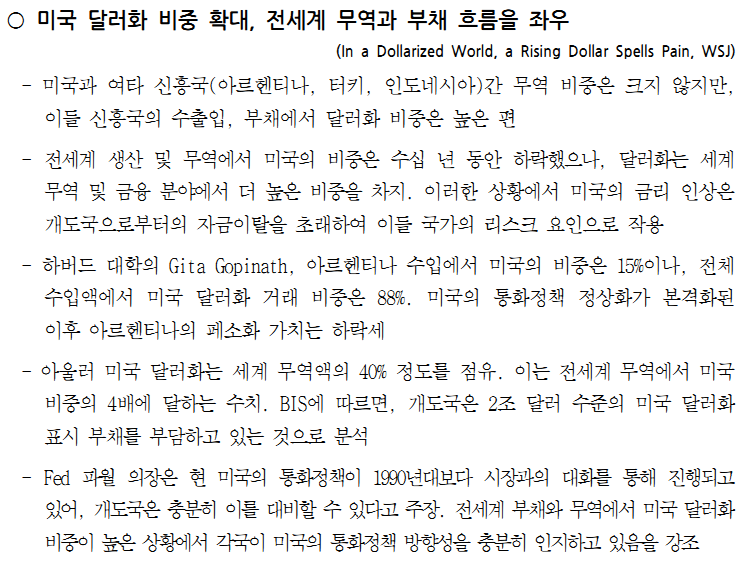 ○ 미국 달러화 비중 확대, 전세계 무역과 부채 흐름을 좌우
(In a Dollarized World, a Rising Dollar Spells Pain, WSJ)
- 미국과 여타 신흥국(아르헨티나, 터키, 인도네시아)간 무역 비중은 크지 않지만,
이들 신흥국의 수출입, 부채에서 달러화 비중은 높은 편
- 전세계 생산 및 무역에서 미국의 비중은 수십 년 동안 하락했으나, 달러화는 세계
무역 및 금융 분야에서 더 높은 비중을 차지. 이러한 상황에서 미국의 금리 인상은
개도국으로부터의 자금이탈을 초래하여 이들 국가의 리스크 요인으로 작용
- 하버드 대학의 Gita Gopinath, 아르헨티나 수입에서 미국의 비중은 15%이나, 전체
수입액에서 미국 달러화 거래 비중은 88%. 미국의 통화정책 정상화가 본격화된
이후 아르헨티나의 페소화 가치는 하락세
- 아울러 미국 달러화는 세계 무역액의 40% 정도를 점유. 이는 전세계 무역에서 미국
비중의 4배에 달하는 수치. BIS에 따르면, 개도국은 2조 달러 수준의 미국 달러화
표시 부채를 부담하고 있는 것으로 분석
- Fed 파월 의장은 현 미국의 통화정책이 1990년대보다 시장과의 대화를 통해 진행되고
있어, 개도국은 충분히 이를 대비할 수 있다고 주장. 전세계 부채와 무역에서 미국 달러화
비중이 높은 상황에서 각국이 미국의 통화정책 방향성을 충분히 인지하고 있음을 강조